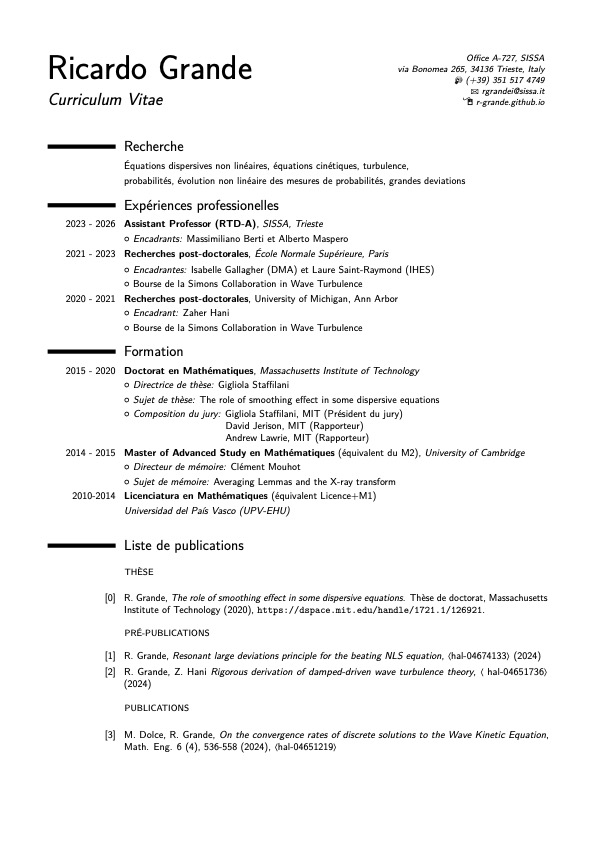 Ricardo Grande
Curriculum Vitae
Office A-727, SISSA
via Bonomea 265, 34136 Trieste, Italy
(+39) 351 517 4749
rgrandei@sissa.it
r-grande.github.io
Recherche
Équations dispersives non linéaires, équations cinétiques, turbulence,
probabilités, évolution non linéaire des mesures de probabilités, grandes deviations
Expériences professionelles
2023 - 2026 Assistant Professor (RTD-A), SISSA, Trieste
Encadrants: Massimiliano Berti et Alberto Maspero
2021 - 2023 Recherches post-doctorales, École Normale Supérieure, Paris
Encadrantes: Isabelle Gallagher (DMA) et Laure Saint-Raymond (IHES)
Bourse de la Simons Collaboration in Wave Turbulence
2020 - 2021 Recherches post-doctorales, University of Michigan, Ann Arbor
Encadrant: Zaher Hani
Bourse de la Simons Collaboration in Wave Turbulence
Formation
2015 - 2020 Doctorat en Mathématiques, Massachusetts Institute of Technology
Directrice de thèse: Gigliola Staffilani
Sujet de thèse: The role of smoothing effect in some dispersive equations
Composition du jury: Gigliola Staffilani, MIT (Président du jury)
David Jerison, MIT (Rapporteur)
Andrew Lawrie, MIT (Rapporteur)
2014 - 2015 Master of Advanced Study en Mathématiques (équivalent du M2), University of Cambridge
Directeur de mémoire: Clément Mouhot
Sujet de mémoire: Averaging Lemmas and the X-ray transform
2010-2014 Licenciatura en Mathématiques (équivalent Licence+M1)
Universidad del País Vasco (UPV-EHU)
Liste de publications
THÈSE
[0] R. Grande, The role of smoothing effect in some dispersive equations. Thèse de doctorat, Massachusetts
Institute of Technology (2020), https://dspace.mit.edu/handle/1721.1/126921.
PRÉ-PUBLICATIONS
[1] R. Grande, Resonant large deviations principle for the beating NLS equation, ⟨hal-04674133⟩ (2024)
[2] R. Grande, Z. Hani Rigorous derivation of damped-driven wave turbulence theory, ⟨ hal-04651736⟩
(2024)
PUBLICATIONS
[3] M. Dolce, R. Grande, On the convergence rates of discrete solutions to the Wave Kinetic Equation,
Math. Eng. 6 (4), 536-558 (2024), ⟨hal-04651219⟩